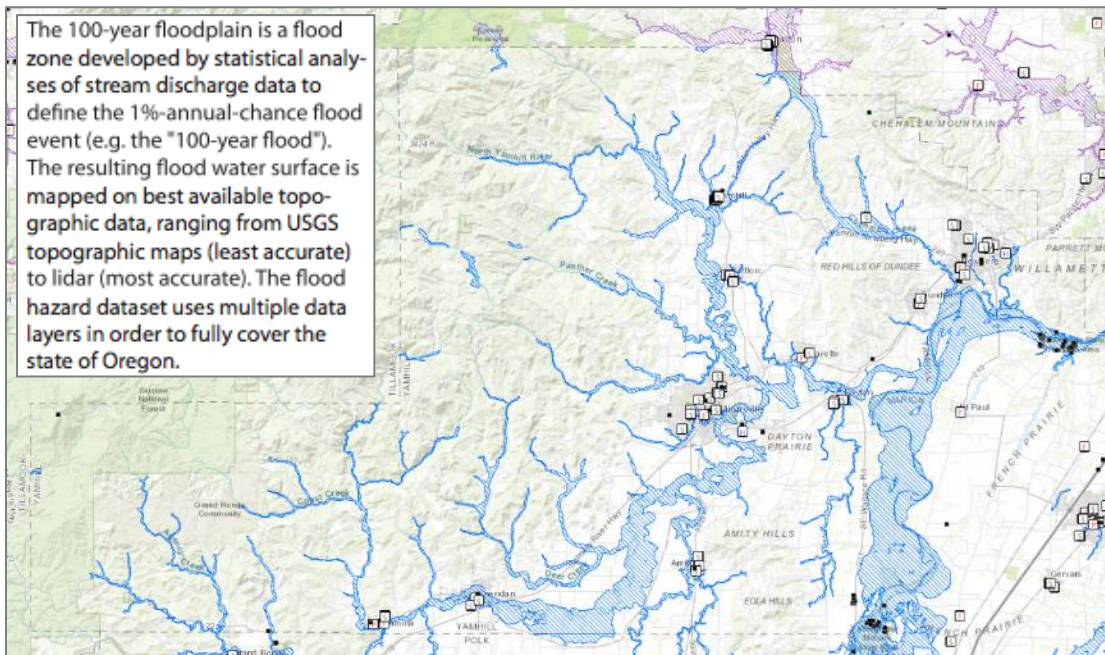 The 100-year floodplain is a flood
zone developed by statistical analy-
ses of stream discharge data to
define the 1%-annual-chance flood
event (e.g. the "100-year flood").
The resulting flood water surface is
mapped on best available topo-
graphic data, ranging from USGS
topographic maps (least accurate)
to lidar (most accurate). The flood
hazard dataset uses multiple data
layers in order to fully cover the
state of Oregon.
CHEHALEM MOUNTAINS
North Yamhill River
PARRETT
WILLAMETT
RED HILLS OF DUNDEE
Panther Creek
TILLAMOOK
YAMHILL
National
Forest
MARION
St Paul
DAYTON
PRAIRIE
FRENCH PRAIRIE
TILLAMOOK
YAMHILL
Grand Ronde
Community
AMITY HILLS
Deer Creek
Gervais
EOLA HILLS
YAMHILL
POLK
FRENCH PRAIRIE